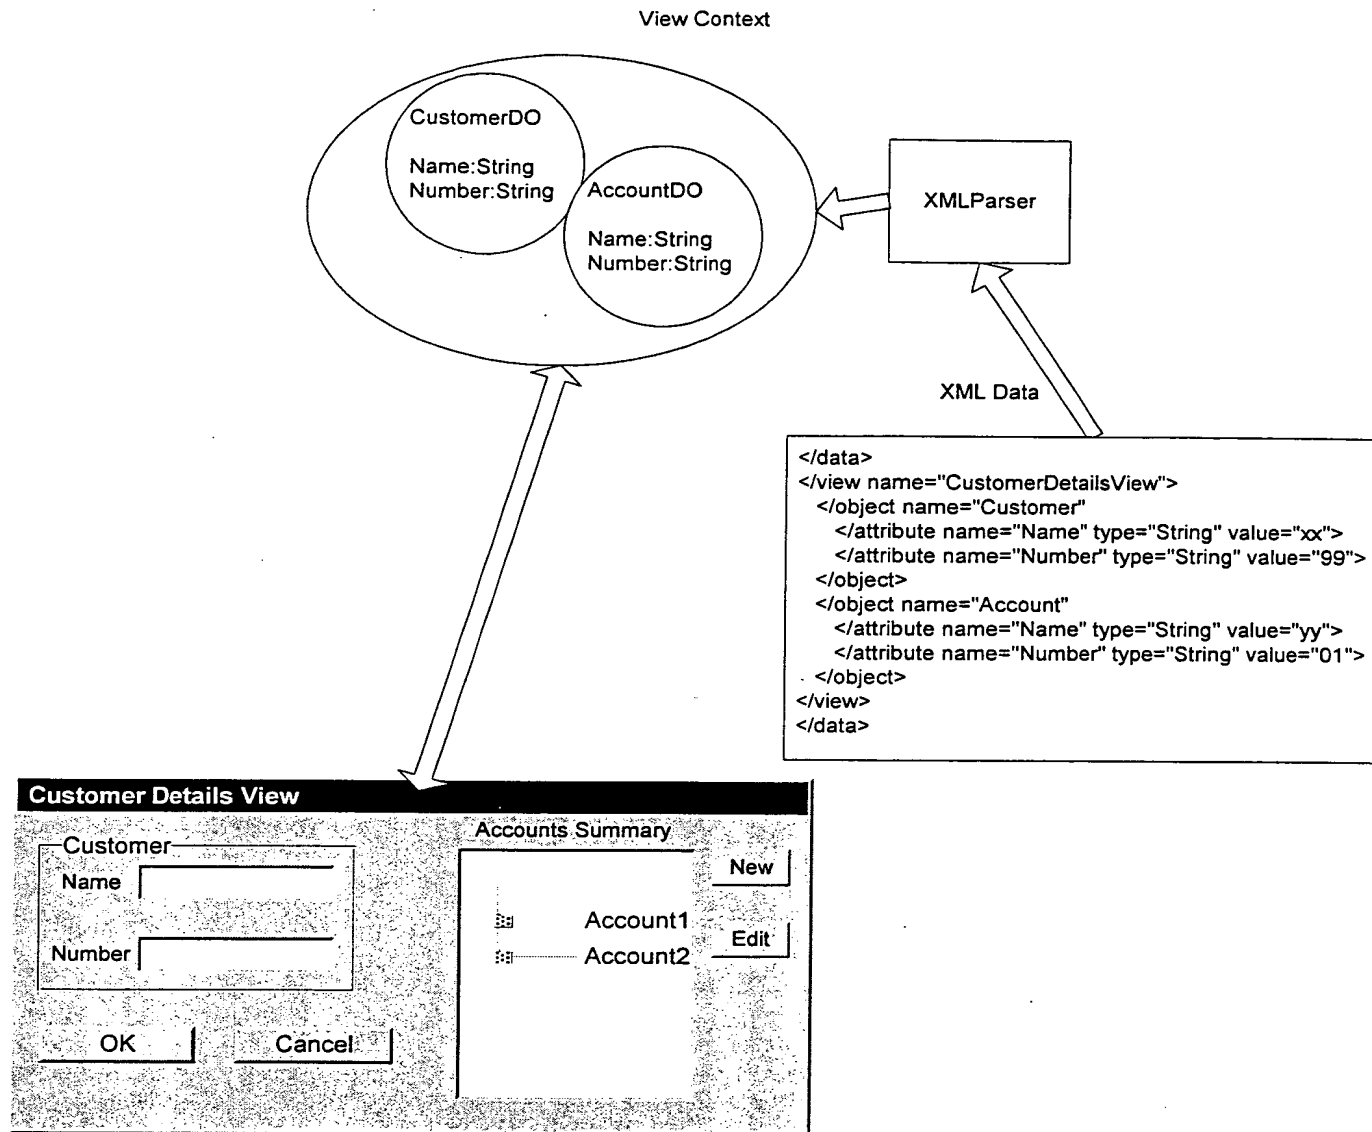 View Context
CustomerDO
Name:String
Number:String
AccountDO
Name:String
Number:String
XMLParser
XML Data
</data>
</view name="CustomerDetailsView">
</object name="Customer"
</attribute name="Name" type="String" value="xx">
</attribute name="Number" type="String" value="99">
</object>
</object name="Account"
</attribute name="Name" type="String" value="yy">
</attribute name="Number" type="String" value="01">
</object>
</view>
</data>
Customer Details View
Customer
Name
Number
OK
Cancel
Accounts Summary
Account1
Account2
New
Edit